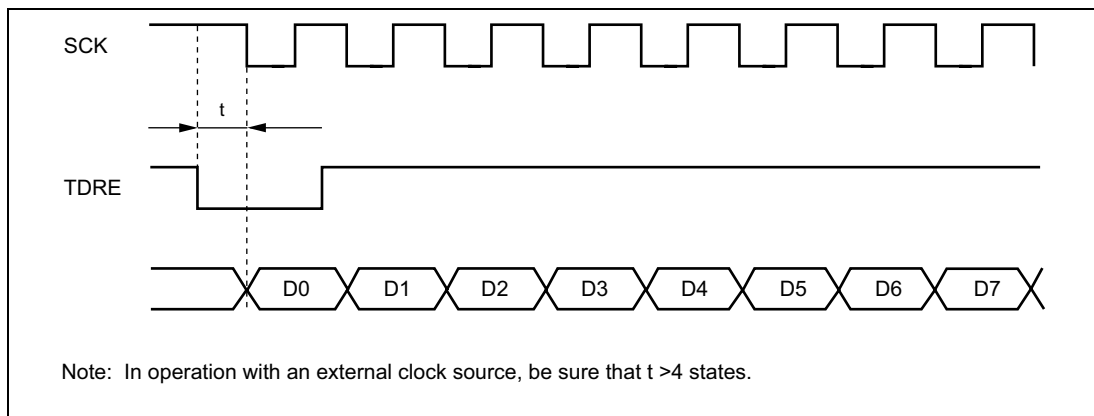 SCK
t
TDRE
D0 D1 D2 D3 D4 D5 D6 D7
Note: In operation with an external clock source, be sure that t >4 states.